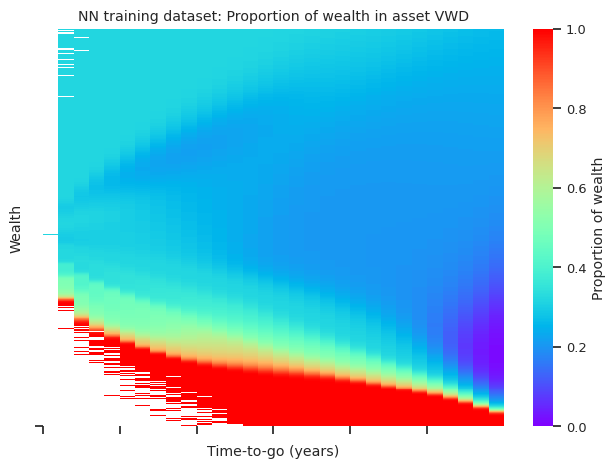 NN training dataset: Proportion of wealth in asset VWD
Wealth
Time-to-go (years)
1.0
0.8
0.6
0.4
0.2
0.0
Proportion of wealth